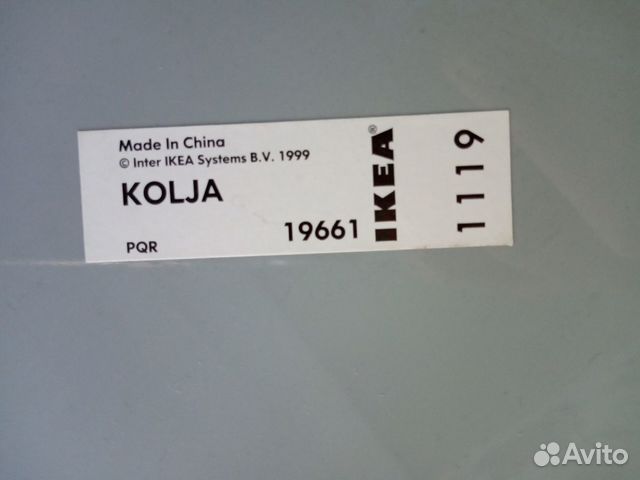 Made In China
© Inter IKEA Systems B.V. 1999
KOLJA
19661
PQR
IKEA®
1119
Avito